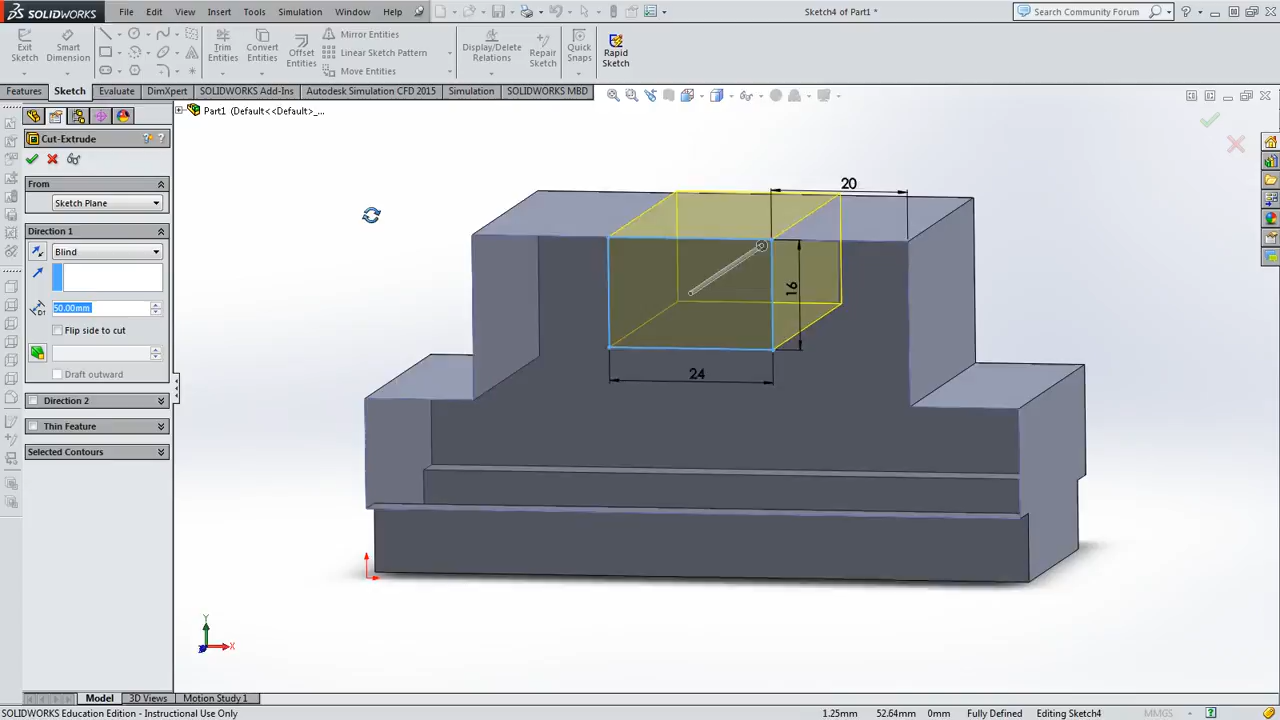 SOLIDWORKS
File Edit View Insert Tools Simulation Window Help
Sketch4 of Part1 *
Search Community Forum
Exit Sketch
Smart Dimension
Trim Entities
Convert Entities
Offset Entities
Mirror Entities
Linear Sketch Pattern
Move Entities
Display/Delete Relations
Repair Sketch
Quick Snaps
Rapid Sketch
Features Sketch Evaluate DimXpert SOLIDWORKS Add-Ins Autodesk Simulation CFD 2015 Simulation SOLIDWORKS MBD
Part1 (Default<<Default>_...
Cut-Extrude
From
Sketch Plane
Direction 1
Blind
D1
50.00mm
Flip side to cut
Draft outward
Direction 2
Thin Feature
Selected Contours
20
16
24
Y
X
Model 3D Views Motion Study 1
SOLIDWORKS Education Edition - Instructional Use Only
1.25mm 52.64mm 0mm Fully Defined Editing Sketch4 MMGS